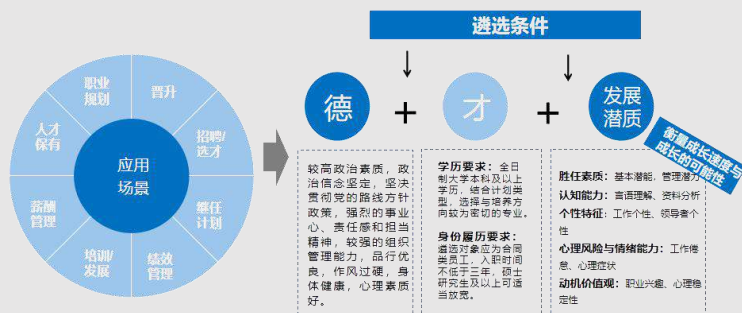 遴选条件
职业
规划
晋升
人才
保有
招聘/
选才
应用
场景
薪酬
管理
继任
计划
培训/
发展
绩效
管理
德
+
才
+
发展
潜质
衡量成长速度与
成长的可能性
较高政治素质，政
治信念坚定，坚决
贯彻党的路线方针
政策，强烈的事业
心、责任感和担当
精神，较强的组织
管理能力，品行优
良，作风过硬，身
体健康，心理素质
好。
学历要求：全日
制大学本科及以上
学历，结合计划类
型，选择与培养方
向较为密切的专业。
身份履历要求：
遴选对象应为合同
类员工，入职时间
不低于三年，硕士
研究生及以上可适
当放宽。
胜任素质：基本潜能，管理潜力
认知能力：言语理解、资料分析
个性特征：工作个性、领导者个
性
心理风险与情绪能力：工作倦
怠、心理症状
动机价值观：职业兴趣、心理稳
定性